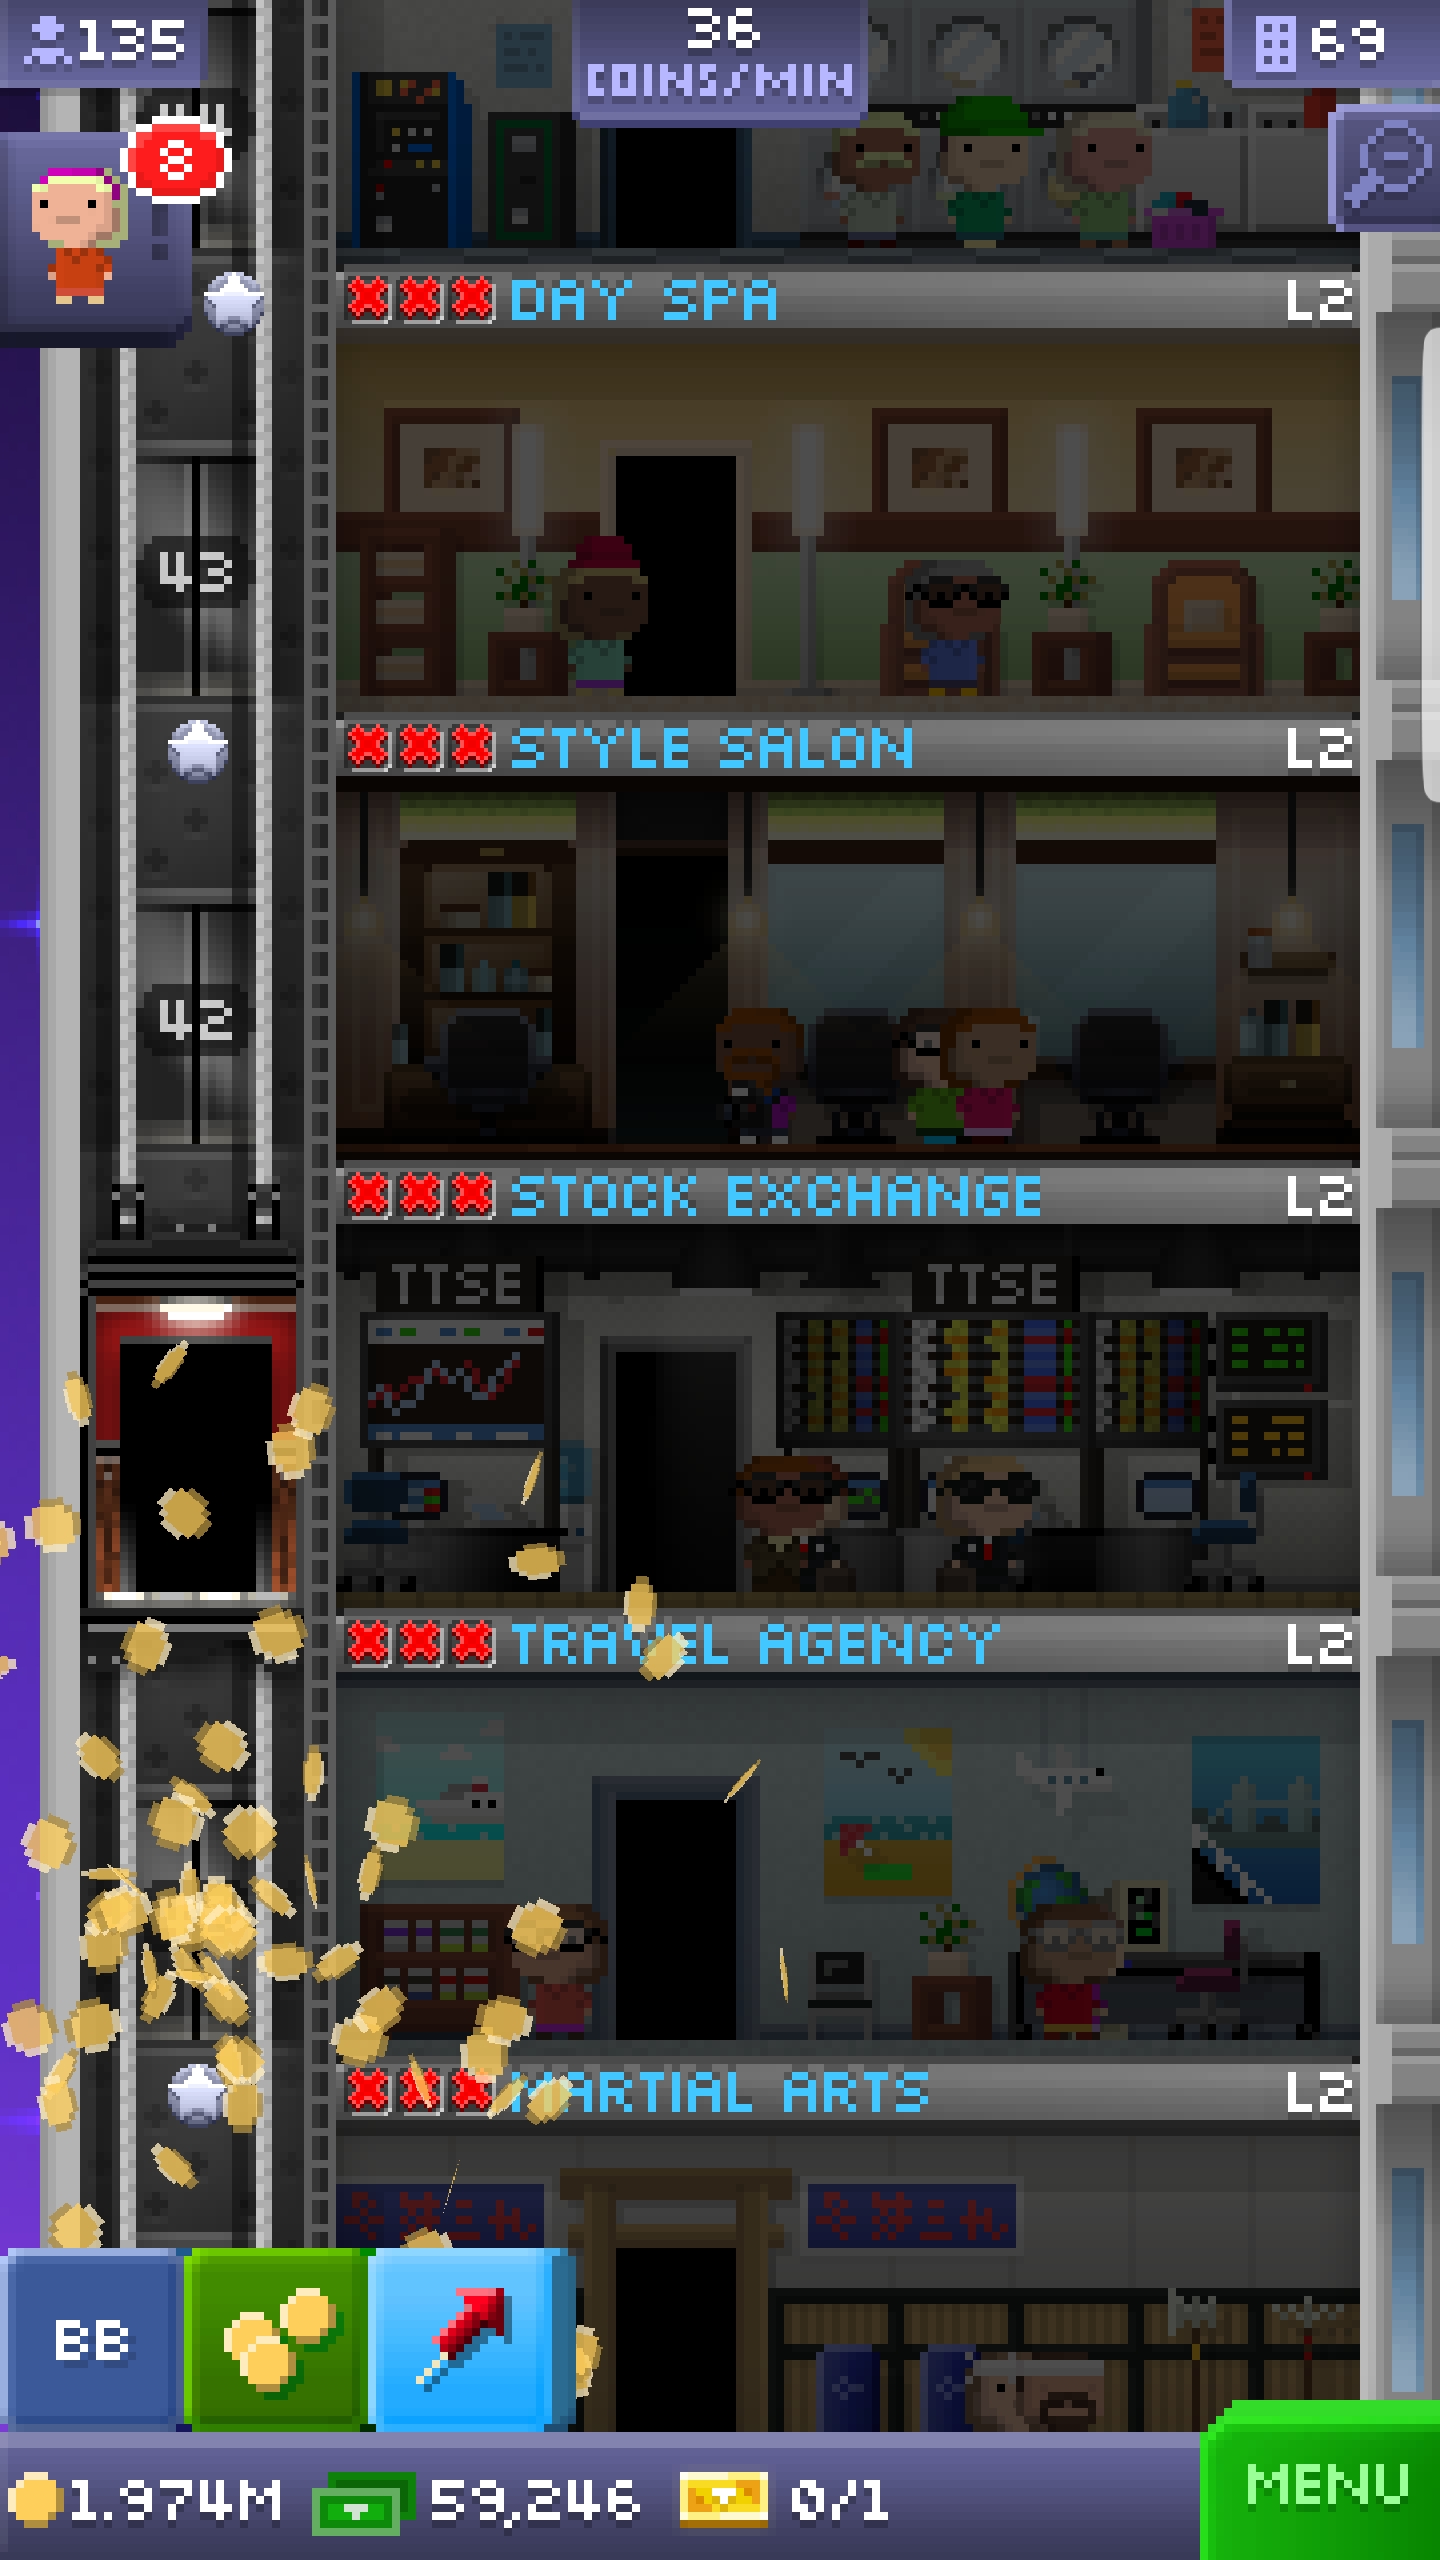 135
36
COINS/MIN
69
8
DAY SPA L2
43
STYLE SALON L2
42
STOCK EXCHANGE L2
TTSE TTSE
TRAVEL AGENCY L2
MARTIAL ARTS L2
BB
1.974M 59,246 0/1
MENU